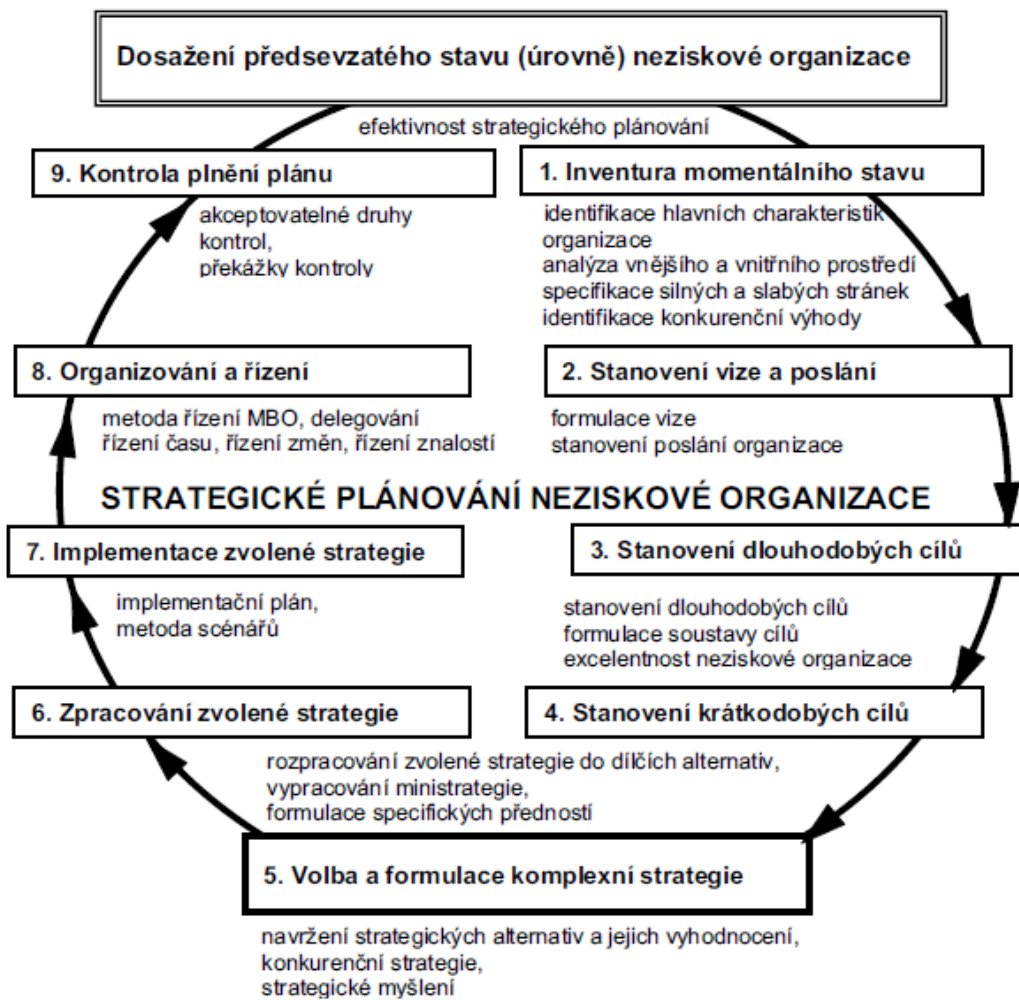 Dosažení předsevzatého stavu (úrovně) neziskové organizace
efektivnost strategického plánování
9. Kontrola plnění plánu
akceptovatelné druhy
kontrol,
překážky kontroly
1. Inventura momentálního stavu
identifikace hlavních charakteristik
organizace
analýza vnějšího a vnitřního prostředí
specifikace silných a slabých stránek
identifikace konkurenční výhody
8. Organizování a řízení
metoda řízení MBO, delegování
řízení času, řízení změn, řízení znalostí
2. Stanovení vize a poslání
formulace vize
stanovení poslání organizace
STRATEGICKÉ PLÁNOVÁNÍ NEZISKOVÉ ORGANIZACE
7. Implementace zvolené strategie
implementační plán,
metoda scénářů
3. Stanovení dlouhodobých cílů
stanovení dlouhodobých cílů
formulace soustavy cílů
excelentnost neziskové organizace
6. Zpracování zvolené strategie
rozpracování zvolené strategie do dílčích alternativ,
vypracování ministrategie,
formulace specifických předností
4. Stanovení krátkodobých cílů
5. Volba a formulace komplexní strategie
navržení strategických alternativ a jejich vyhodnocení,
konkurenční strategie,
strategické myšlení